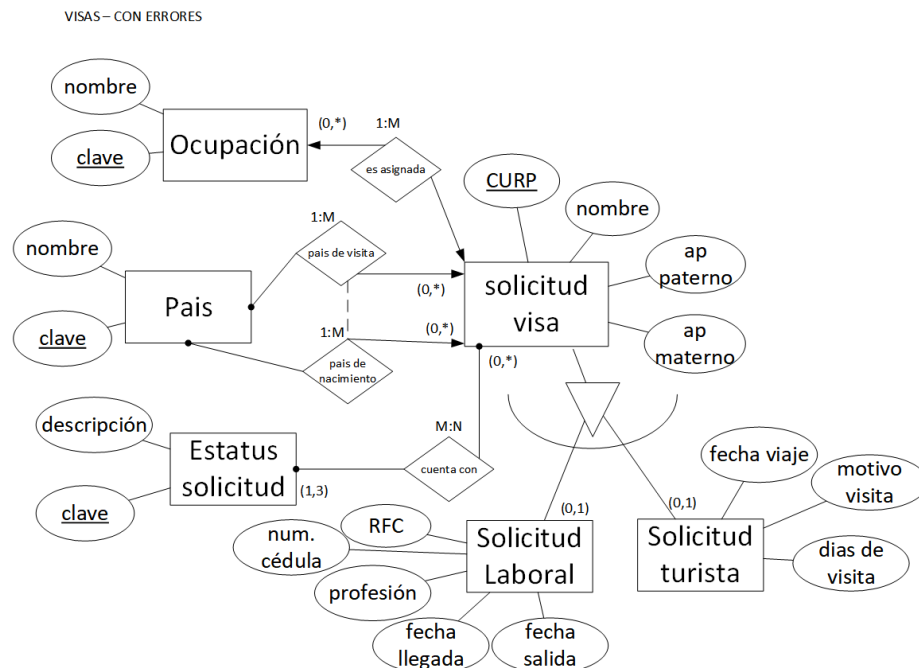 VISAS – CON ERRORES
nombre
clave
Ocupación
(0,*)
1:M
es asignada
CURP
nombre
ap
paterno
ap
materno
solicitud
visa
nombre
clave
Pais
1:M
pais de visita
(0,*)
1:M
pais de
nacimiento
(0,*)
(0,*)
descripción
clave
Estatus
solicitud
(1,3)
M:N
cuenta con
(0,1)
Solicitud
Laboral
RFC
num.
cédula
profesión
fecha
llegada
fecha
salida
(0,1)
Solicitud
turista
fecha viaje
motivo
visita
dias de
visita